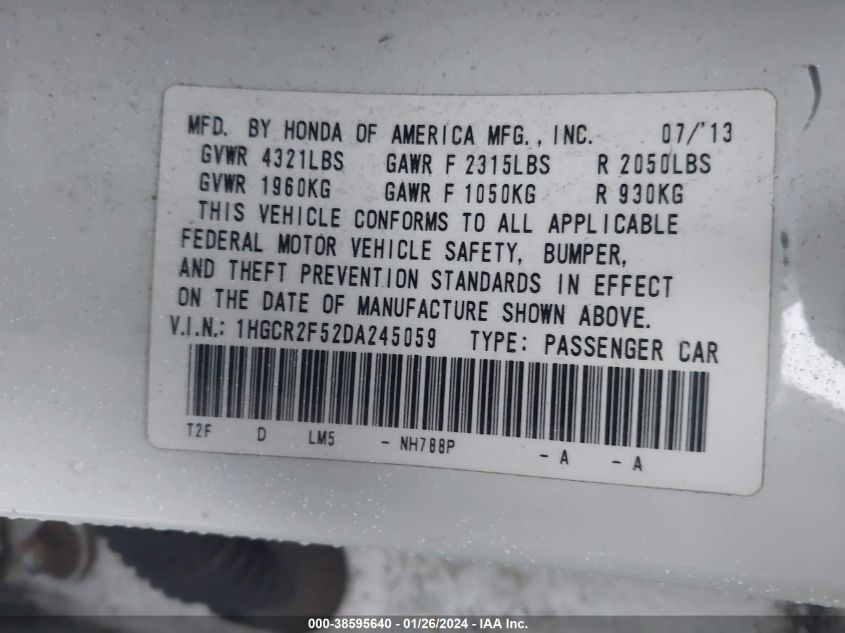 MFD. BY HONDA OF AMERICA MFG., INC. 07/'13
GVWR 4321LBS GAWR F 2315LBS R 2050LBS
GVWR 1960KG GAWR F 1050KG R 930KG
THIS VEHICLE CONFORMS TO ALL APPLICABLE
FEDERAL MOTOR VEHICLE SAFETY, BUMPER,
AND THEFT PREVENTION STANDARDS IN EFFECT
ON THE DATE OF MANUFACTURE SHOWN ABOVE.
V.I.N.: 1HGCR2F52DA245059 TYPE: PASSENGER CAR
T2F D LM5 - NH788P - A - A
000-38595640 - 01/26/2024 - IAA Inc.